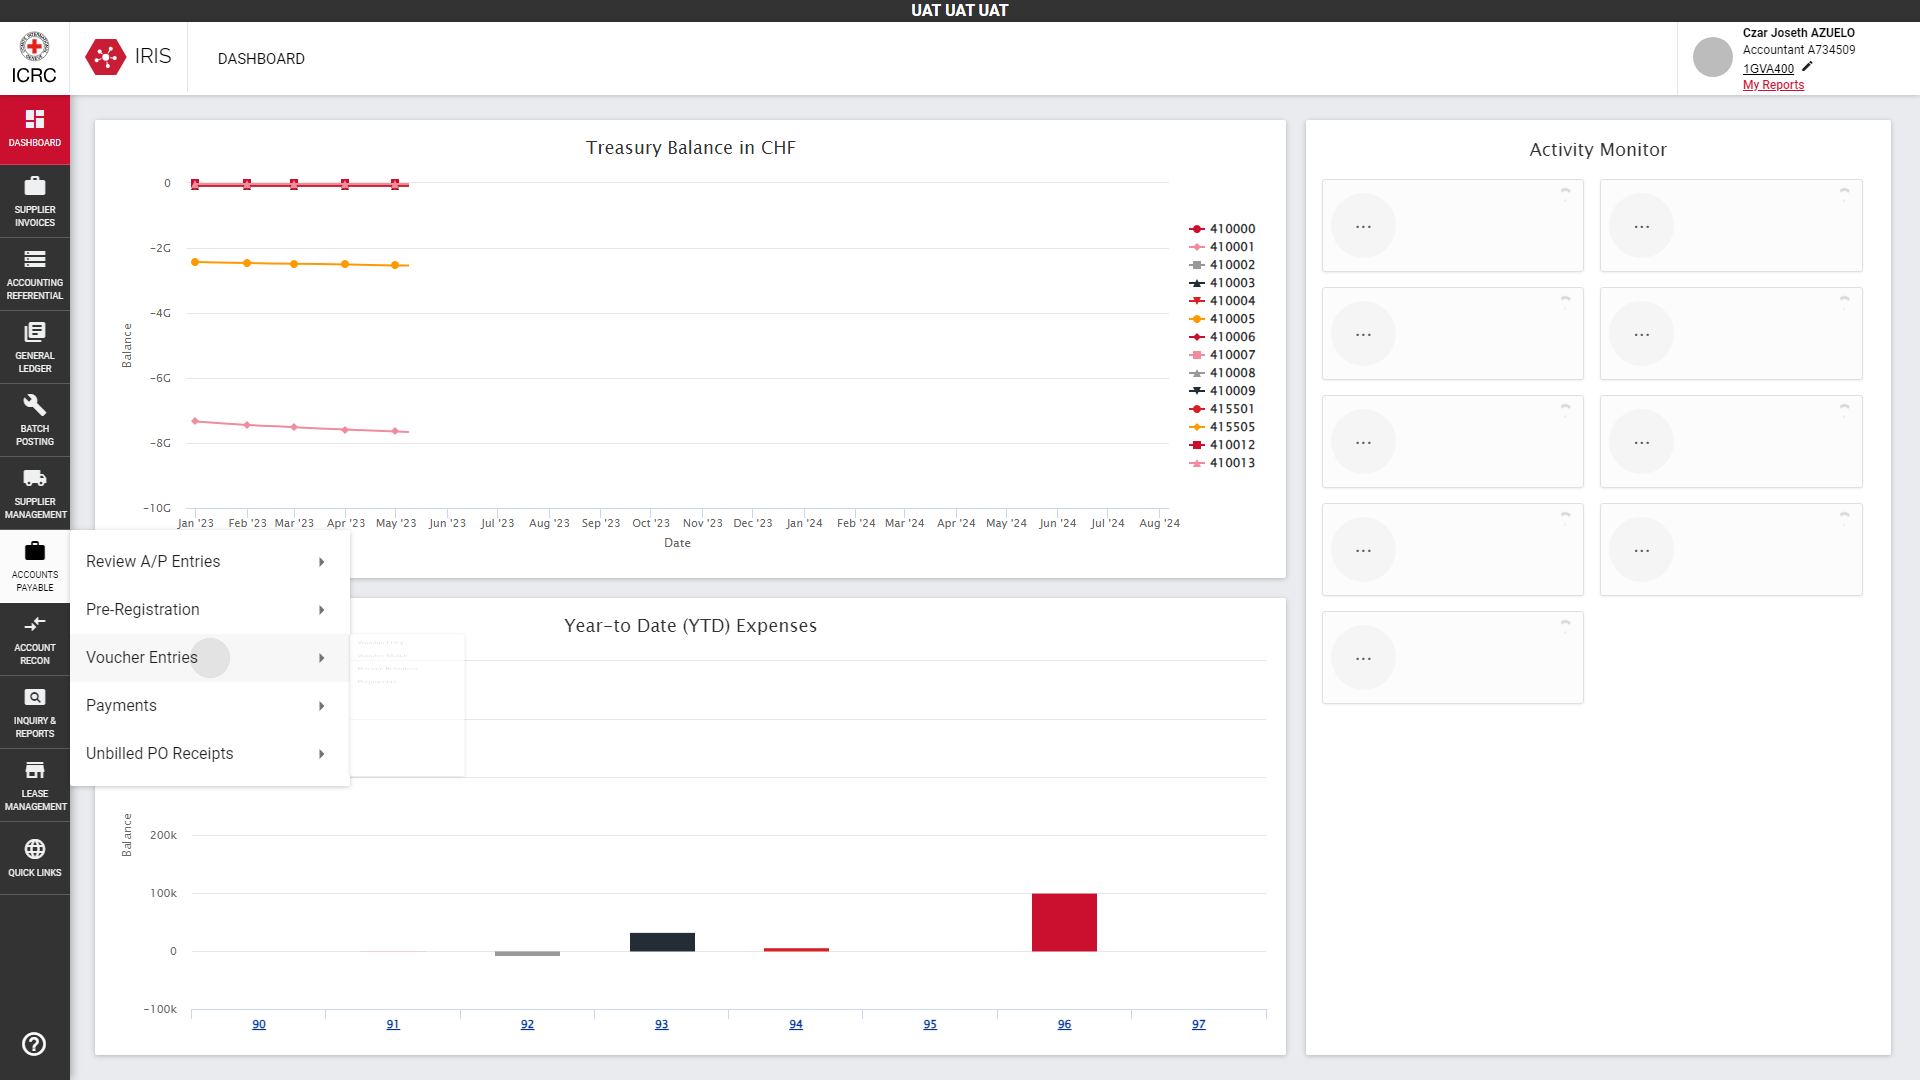 UAT UAT UAT
ICRC
IRIS
DASHBOARD
Czar Joseth AZUELO
Accountant A734509
1GVA400
My Reports
DASHBOARD
SUPPLIER
INVOICES
ACCOUNTING
REFERENTIAL
GENERAL
LEDGER
BATCH
POSTING
SUPPLIER
MANAGEMENT
ACCOUNTS
PAYABLE
ACCOUNT
RECON
INQUIRY &
REPORTS
LEASE
MANAGEMENT
QUICK LINKS
Review A/P Entries
Pre-Registration
Voucher Entries
Payments
Unbilled PO Receipts
Treasury Balance in CHF
Balance
0
−2G
−4G
−6G
−8G
−10G
Jan '23 Feb '23 Mar '23 Apr '23 May '23 Jun '23 Jul '23 Aug '23 Sep '23 Oct '23 Nov '23 Dec '23 Jan '24 Feb '24 Mar '24 Apr '24 May '24 Jun '24 Jul '24 Aug '24
Date
410000
410001
410002
410003
410004
410005
410006
410007
410008
410009
415501
415505
410012
410013
Year-to Date (YTD) Expenses
Balance
200k
100k
0
−100k
90 91 92 93 94 95 96 97
Activity Monitor
... ...
... ...
... ...
... ...
...